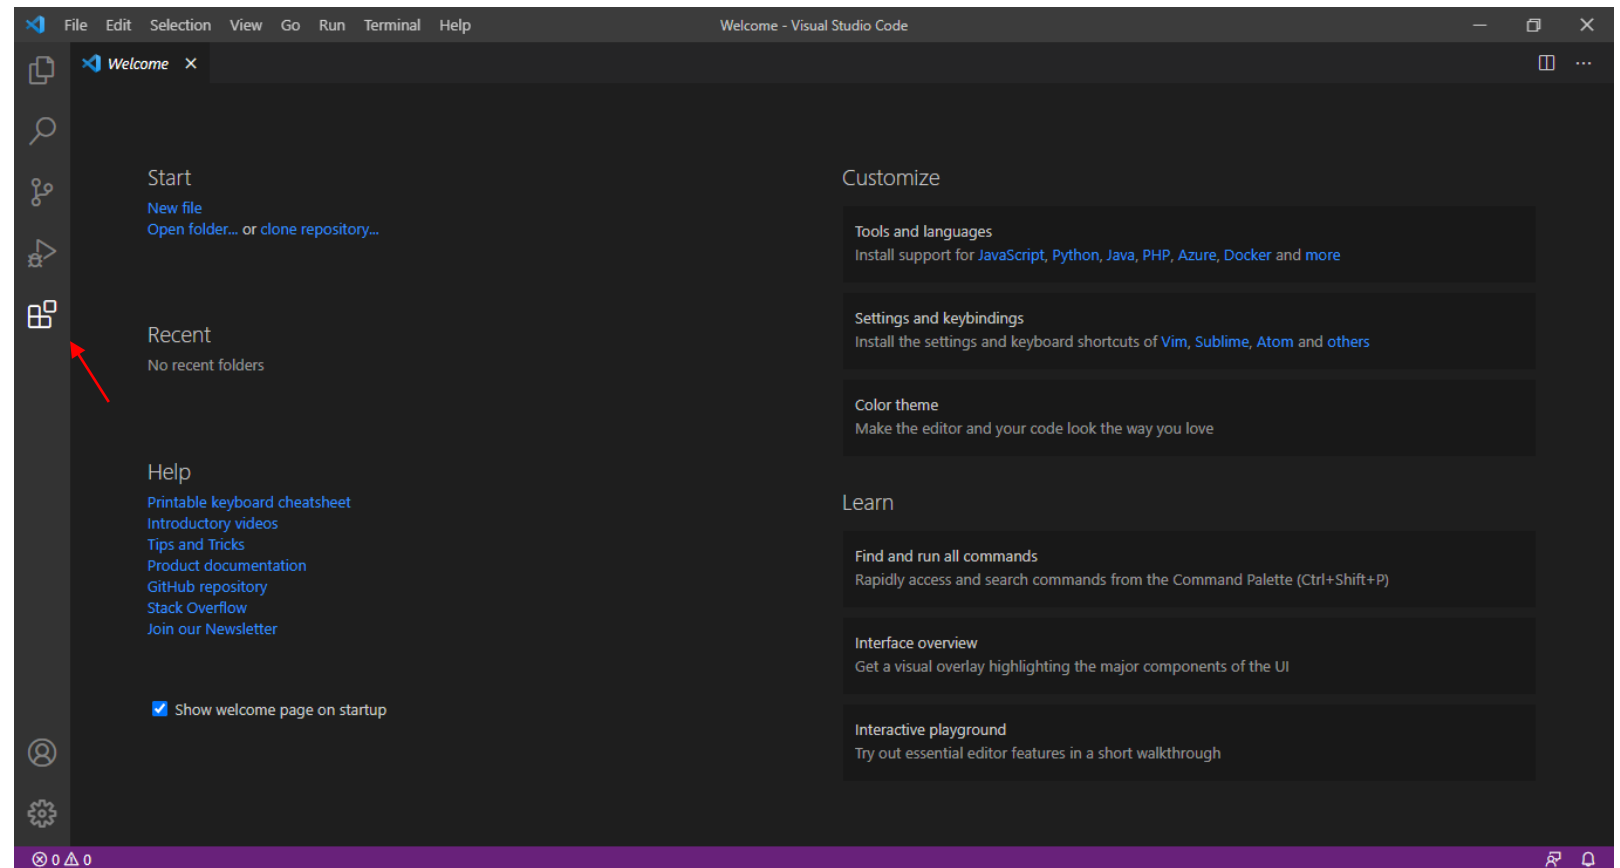 File Edit Selection View Go Run Terminal Help
Welcome - Visual Studio Code
Welcome
Start
New file
Open folder... or clone repository...
Recent
No recent folders
Help
Printable keyboard cheatsheet
Introductory videos
Tips and Tricks
Product documentation
GitHub repository
Stack Overflow
Join our Newsletter
Show welcome page on startup
Customize
Tools and languages
Install support for JavaScript, Python, Java, PHP, Azure, Docker and more
Settings and keybindings
Install the settings and keyboard shortcuts of Vim, Sublime, Atom and others
Color theme
Make the editor and your code look the way you love
Learn
Find and run all commands
Rapidly access and search commands from the Command Palette (Ctrl+Shift+P)
Interface overview
Get a visual overlay highlighting the major components of the UI
Interactive playground
Try out essential editor features in a short walkthrough
0 0